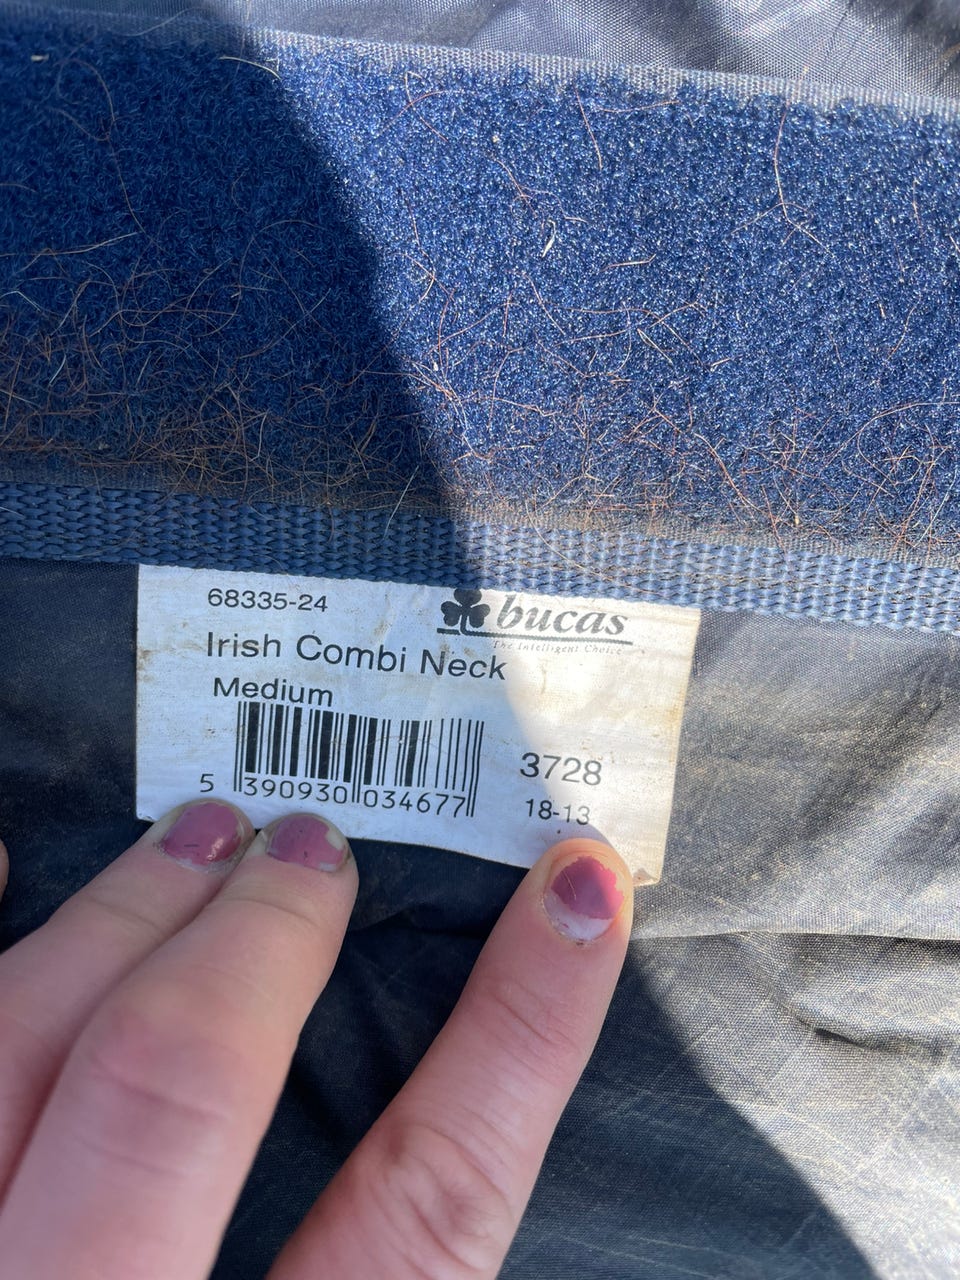 68335-24
bucas
The Intelligent Choice
Irish Combi Neck
Medium
5 390930 034677
3728
18-13